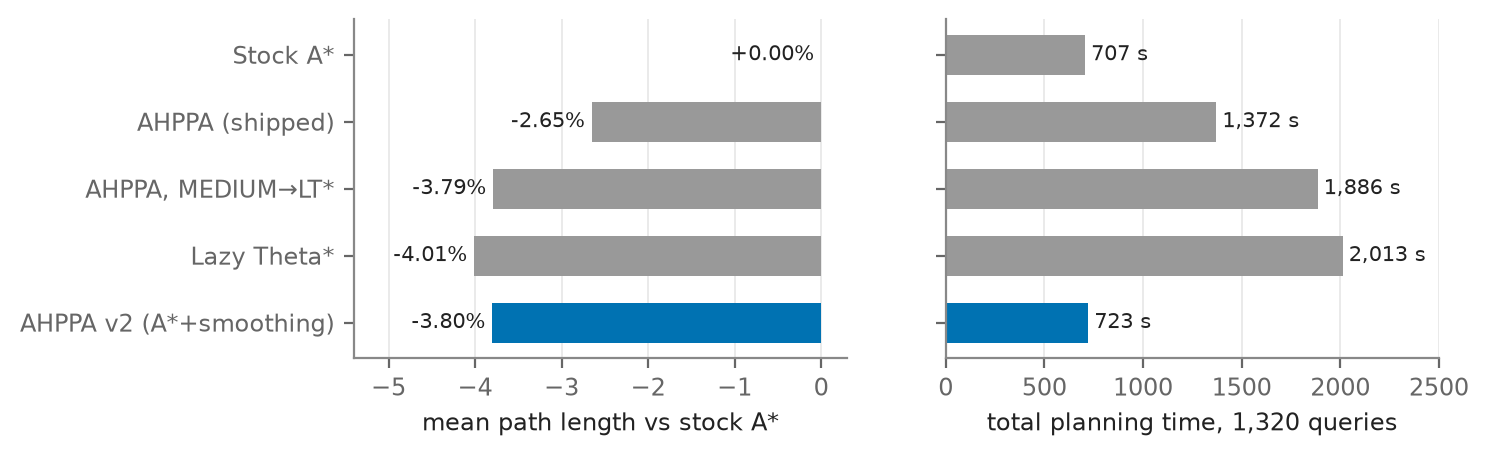 Stock A*
+0.00%
707 s
AHPPA (shipped)
-2.65%
1,372 s
AHPPA, MEDIUM→LT*
-3.79%
1,886 s
Lazy Theta*
-4.01%
2,013 s
AHPPA v2 (A*+smoothing)
-3.80%
723 s
−5 −4 −3 −2 −1 0
0 500 1000 1500 2000 2500
mean path length vs stock A*
total planning time, 1,320 queries